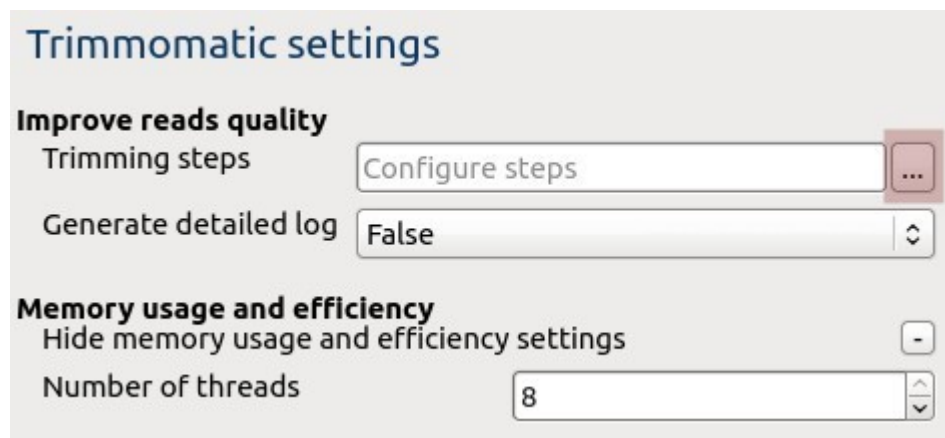 Trimmomatic settings
Improve reads quality
Trimming steps Configure steps ...
Generate detailed log False
Memory usage and efficiency
Hide memory usage and efficiency settings -
Number of threads 8